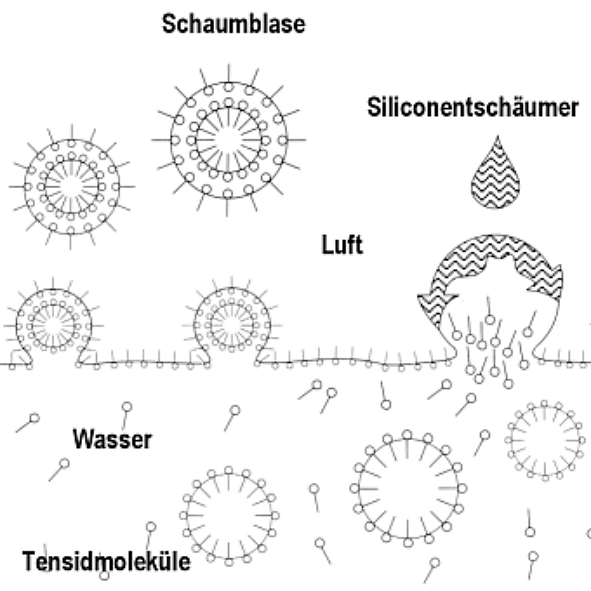 Schaumblase
Siliconentschäumer
Luft
Wasser
Tensidmoleküle